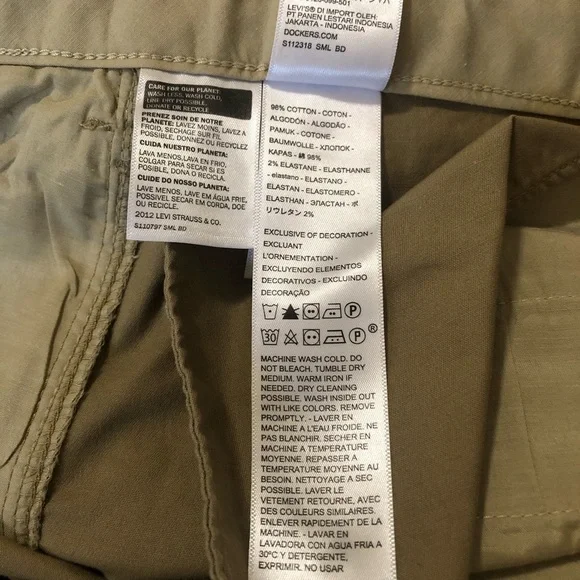 LEVI'S® DI IMPORT OLEH:
PT PANEN LESTARI INDONESIA
JAKARTA - INDONESIA
DOCKERS.COM
S112318 SML BD
CARE FOR OUR PLANET:
WASH LESS, WASH COLD,
LINE DRY POSSIBLE,
DONATE OR RECYCLE
PRENEZ SOIN DE NOTRE
PLANÈTE: LAVEZ MOINS, LAVEZ A
FROID, SECHAGE SUR FIL
POSSIBLE, DONNEZ OU RECYCLEZ
CUIDA NUESTRO PLANETA:
LAVA MENOS, LAVA EN FRIO,
COLGAR PARA SECAR SI ES
POSIBLE, DONA O RECICLA.
CUIDE DO NOSSO PLANETA:
LAVE MENOS, LAVE EM ÁGUA FRIA,
SE POSSÍVEL SECAR EM CORDA, DOE
OU RECICLE.
2012 LEVI STRAUSS & CO.
S110797 SML BD
98% COTTON - COTON -
ALGODÓN - ALGODÃO -
PAMUK - COTONE -
BAUMWOLLE - ХЛОПОК -
KAPAS - 綿 98%
2% ELASTANE - ELASTHANNE
- elastano - ELASTANO -
ELASTAN - ELASTOMERO -
ELASTHAN - ЭЛАСТАН - ポ
リウレタン 2%
EXCLUSIVE OF DECORATION -
EXCLUANT
L'ORNEMENTATION -
EXCLUYENDO ELEMENTOS
DECORATIVOS - EXCLUINDO
DECORAÇÃO
P
30 P ®
MACHINE WASH COLD. DO
NOT BLEACH. TUMBLE DRY
MEDIUM. WARM IRON IF
NEEDED. DRY CLEANING
POSSIBLE. WASH INSIDE OUT
WITH LIKE COLORS. REMOVE
PROMPTLY. - LAVER EN
MACHINE A L'EAU FROIDE. NE
PAS BLANCHIR. SECHER EN
MACHINE A TEMPERATURE
MOYENNE. REPASSER A
TEMPERATURE MOYENNE AU
BESOIN. NETTOYAGE A SEC
POSSIBLE. LAVER LE
VETEMENT RETOURNE, AVEC
DES COULEURS SIMILAIRES.
ENLEVER RAPIDEMENT DE LA
MACHINE. - LAVAR EN
LAVADORA CON AGUA FRIA A
30ºC Y DETERGENTE,
EXPRIMIR. NO USAR